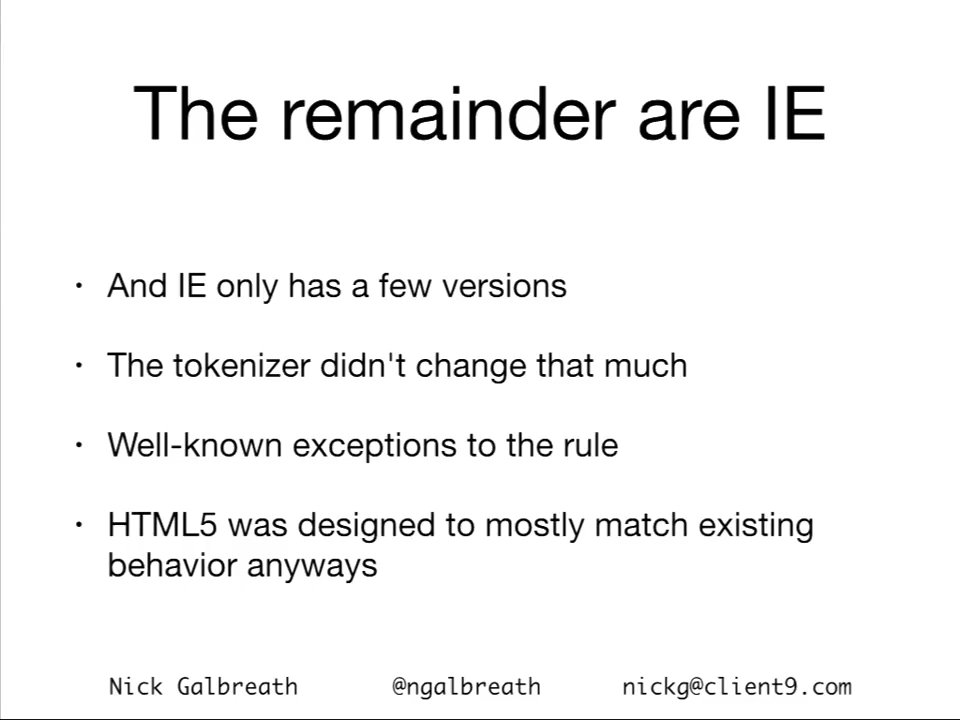 The remainder are IE
· And IE only has a few versions
· The tokenizer didn't change that much
· Well-known exceptions to the rule
· HTML5 was designed to mostly match existing
behavior anyways
Nick Galbreath @ngalbreath nickg@client9.com